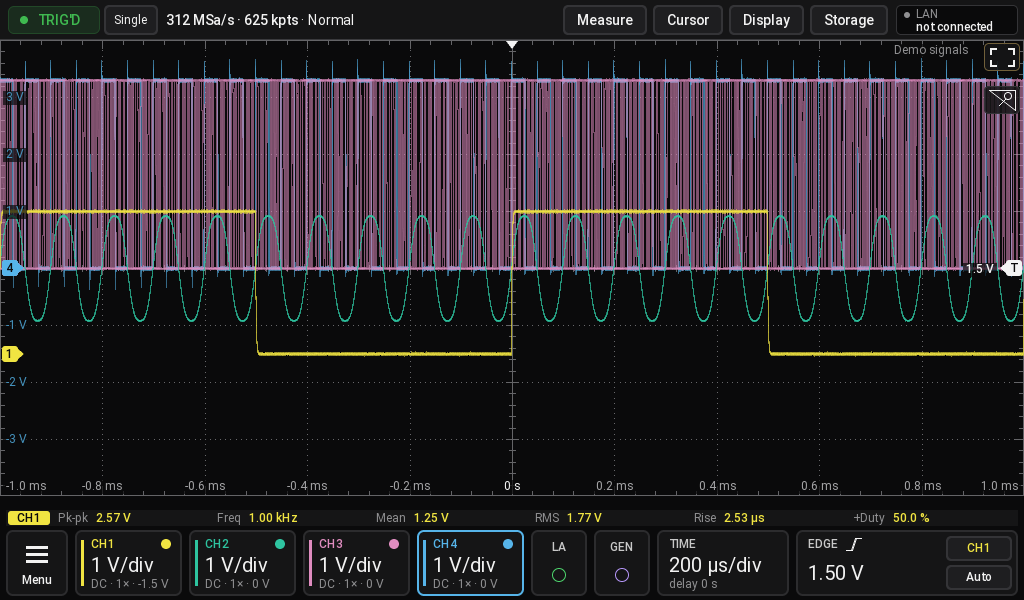 TRIG'D
Single
312 MSa/s · 625 kpts · Normal
Measure
Cursor
Display
Storage
LAN
not connected
Demo signals
3 V
2 V
1 V
4
1.5 V
T
-1 V
1
-2 V
-3 V
-1.0 ms
-0.8 ms
-0.6 ms
-0.4 ms
-0.2 ms
0 s
0.2 ms
0.4 ms
0.6 ms
0.8 ms
1.0 ms
CH1 Pk-pk 2.57 V Freq 1.00 kHz Mean 1.25 V RMS 1.77 V Rise 2.53 µs +Duty 50.0 %
Menu
CH1
1 V/div
DC · 1× · -1.5 V
CH2
1 V/div
DC · 1× · 0 V
CH3
1 V/div
DC · 1× · 0 V
CH4
1 V/div
DC · 1× · 0 V
LA
GEN
TIME
200 µs/div
delay 0 s
EDGE
1.50 V
CH1
Auto